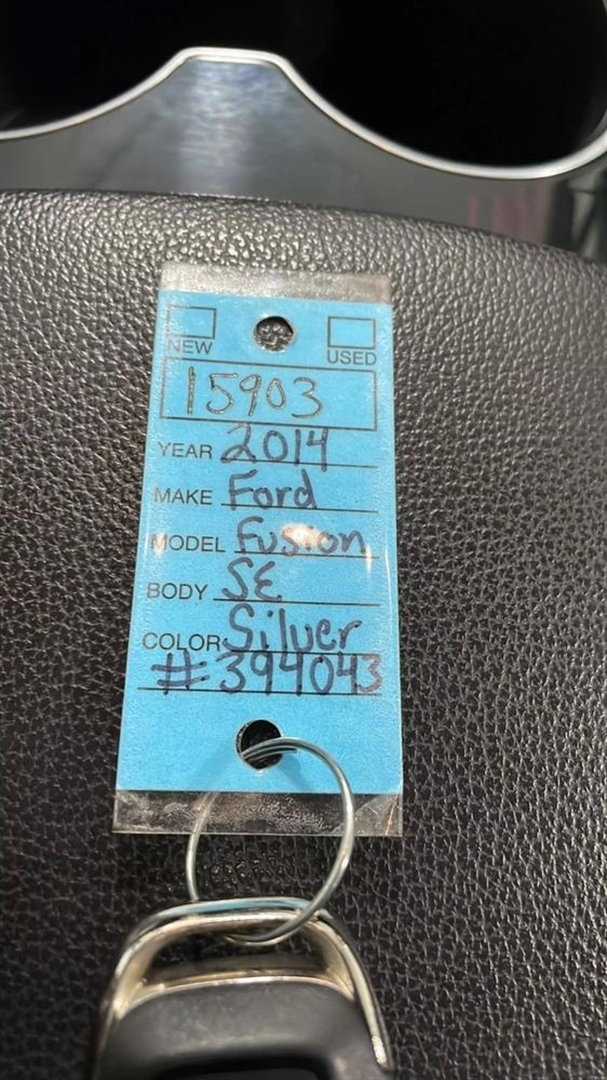 NEW USED
15903
YEAR 2014
MAKE Ford
MODEL Fusion
BODY SE
COLOR Silver
#394043